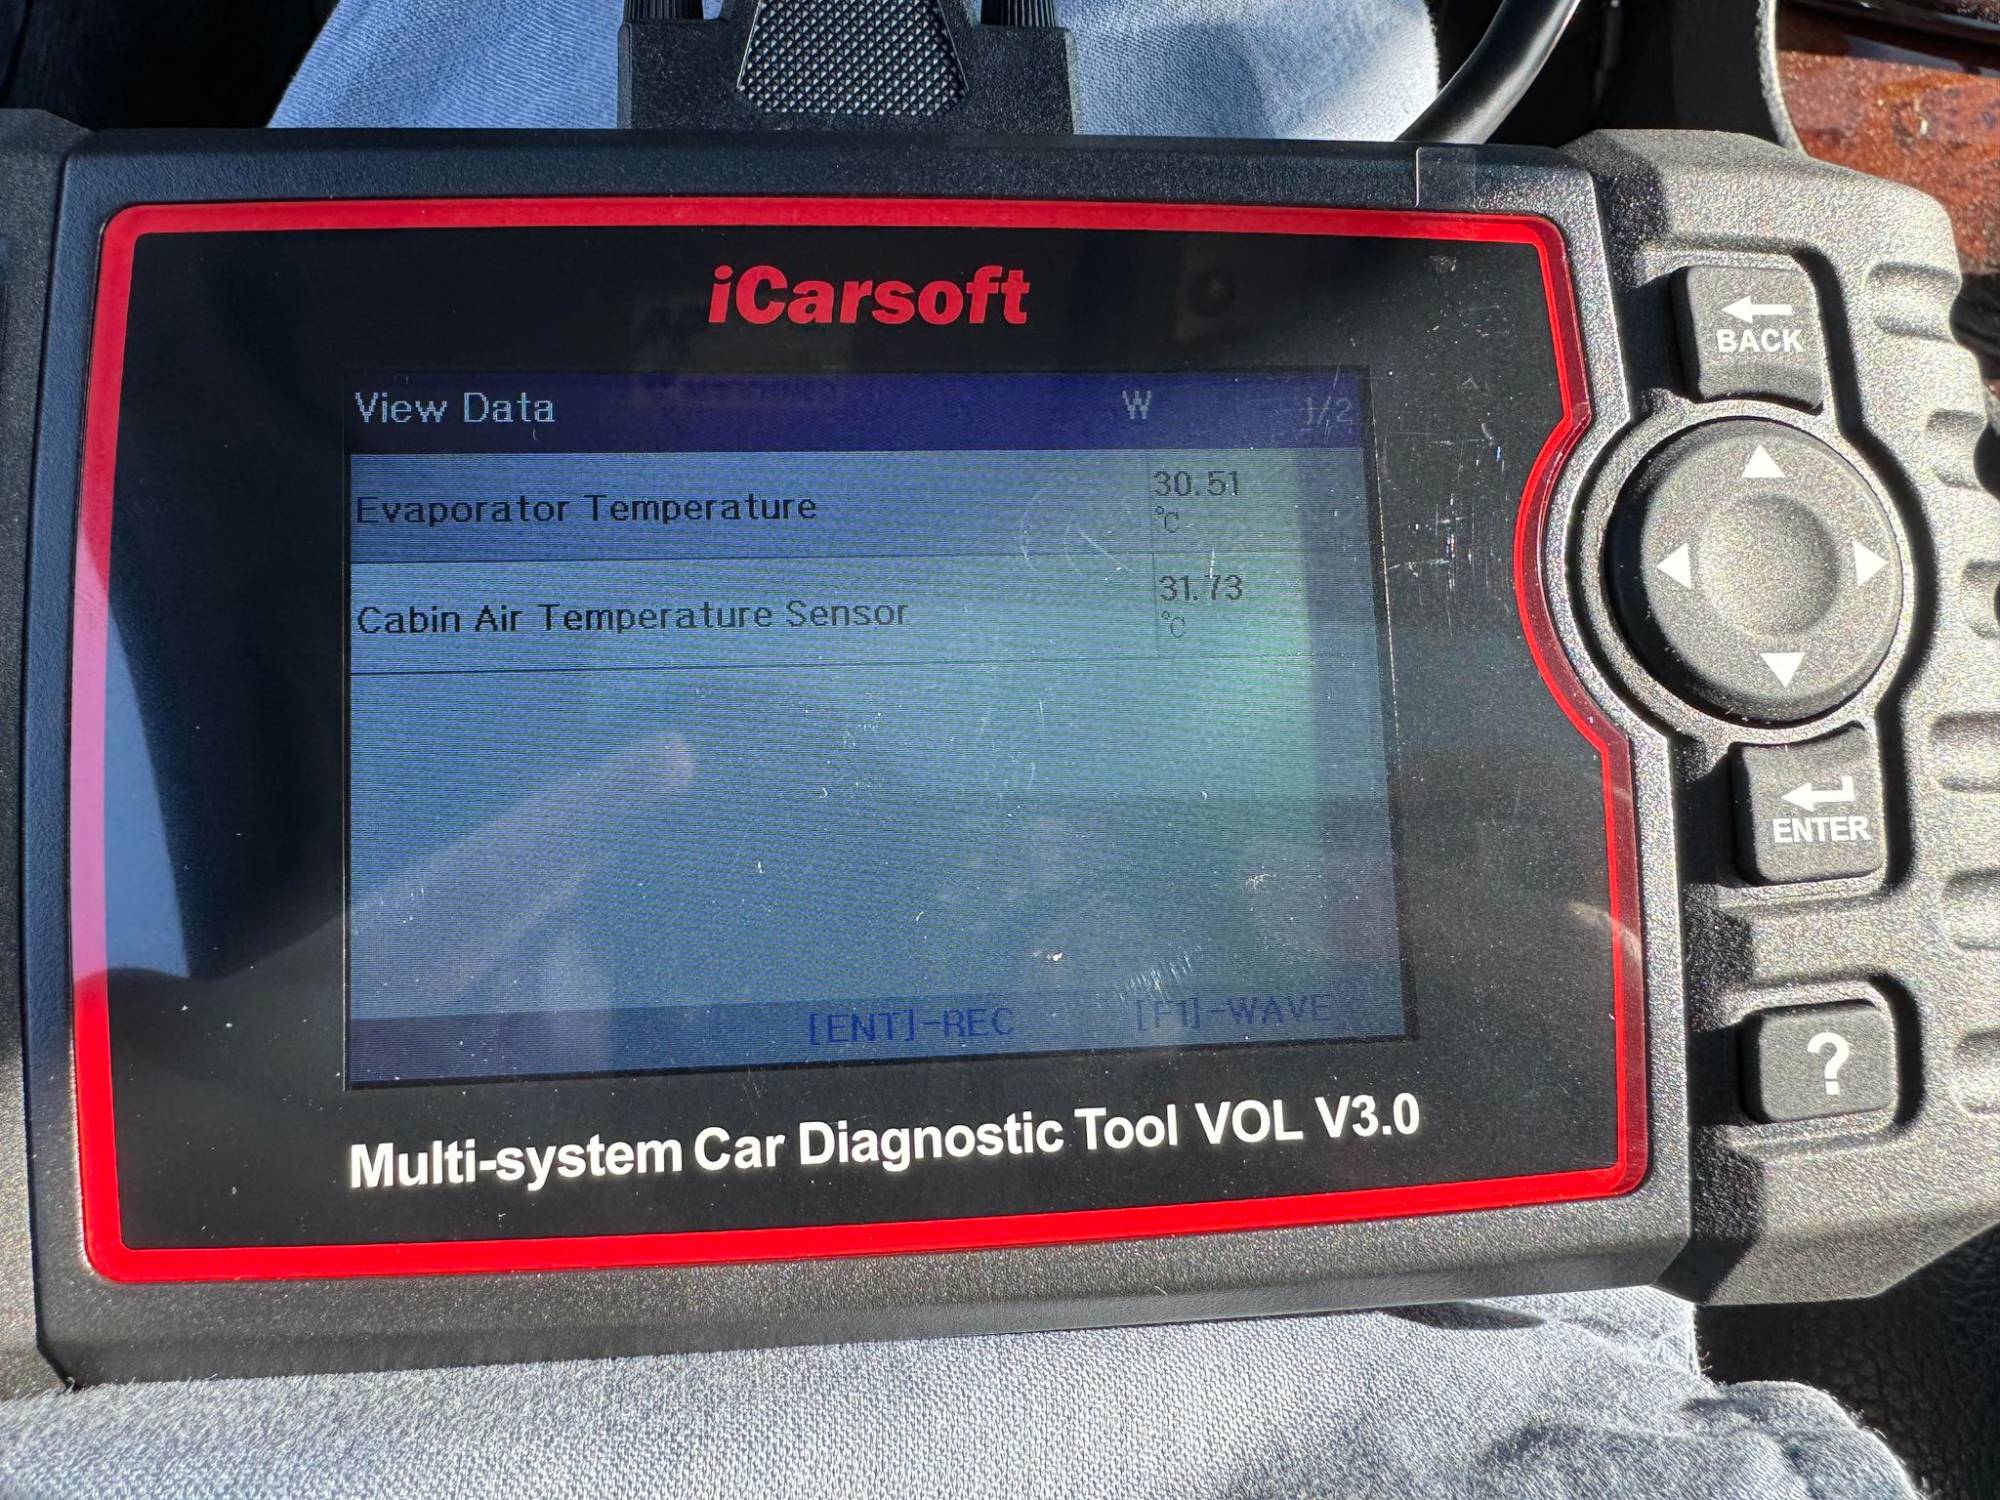 iCarsoft
View Data W 1/2
Evaporator Temperature 30.51 °C
Cabin Air Temperature Sensor 31.73 °C
[ENT]-REC [F1]-WAVE
Multi-system Car Diagnostic Tool VOL V3.0
BACK
ENTER
?